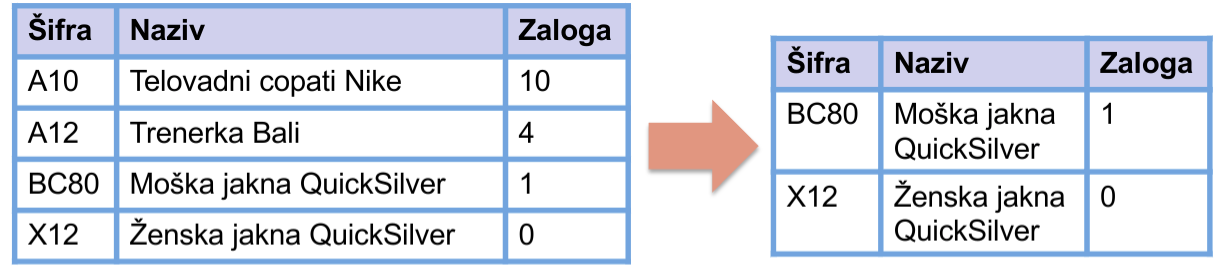 Šifra Naziv Zaloga
A10 Telovadni copati Nike 10
A12 Trenerka Bali 4
BC80 Moška jakna QuickSilver 1
X12 Ženska jakna QuickSilver 0
Šifra Naziv Zaloga
BC80 Moška jakna 1
QuickSilver
X12 Ženska jakna 0
QuickSilver